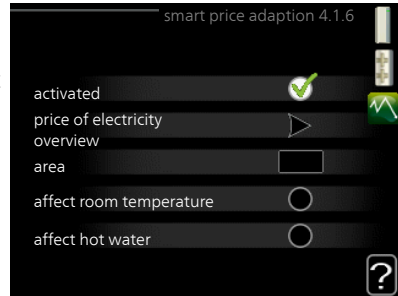 smart price adaption 4.1.6
activated
price of electricity
overview
area
affect room temperature
affect hot water
?